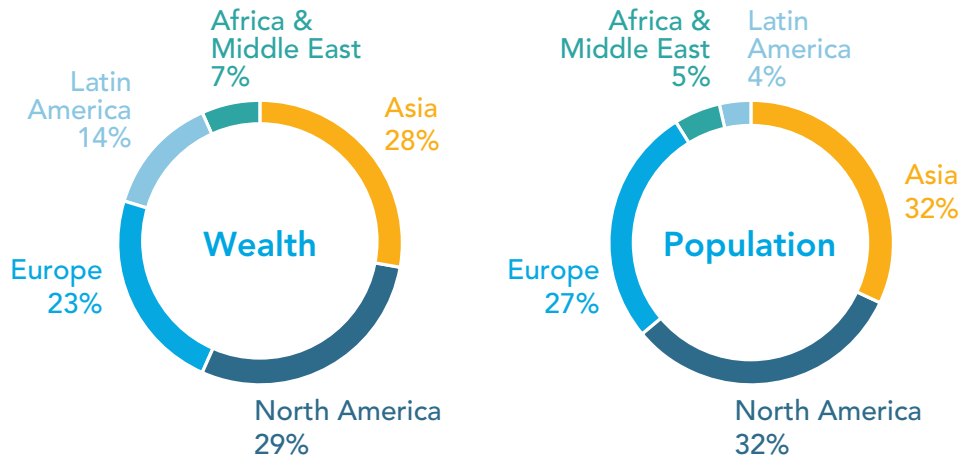 Africa &
Middle East
7%
Latin
America
14%
Asia
28%
Wealth
Europe
23%
North America
29%
Africa &
Middle East
5%
Latin
America
4%
Asia
32%
Population
Europe
27%
North America
32%